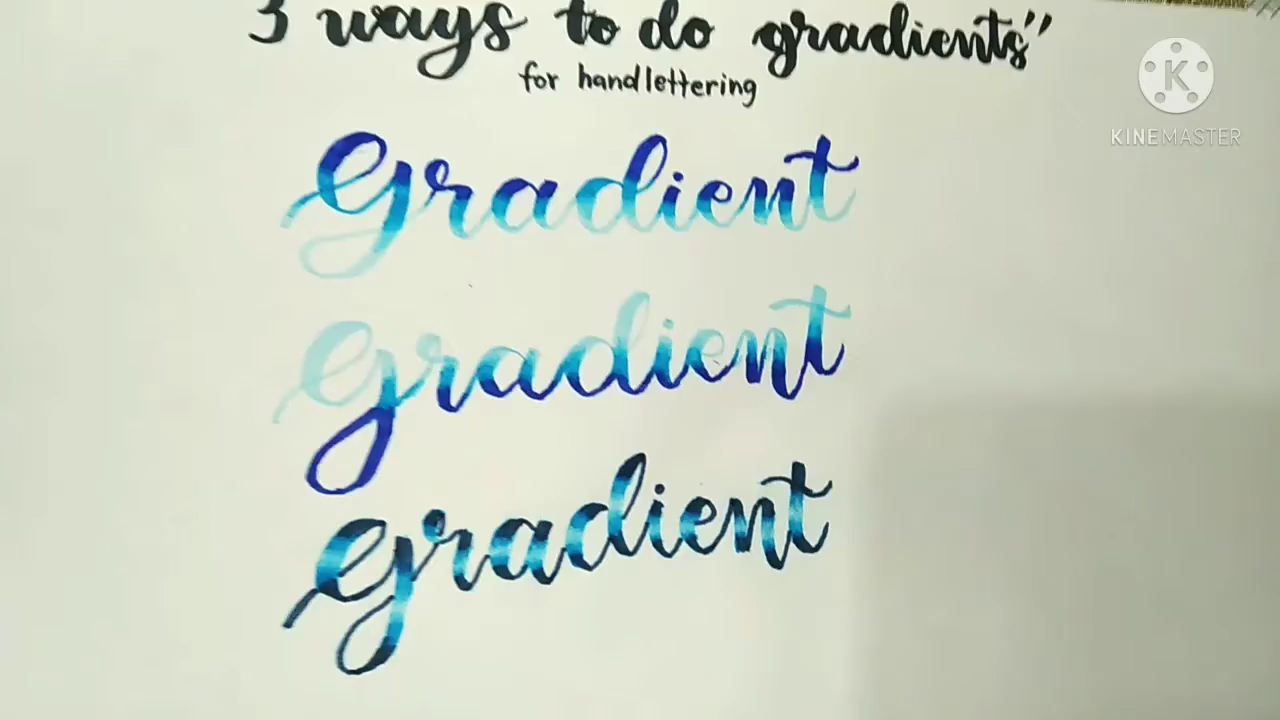 3 ways to do gradients"
for handlettering
K
KINEMASTER
Gradient
Gradient
Gradient